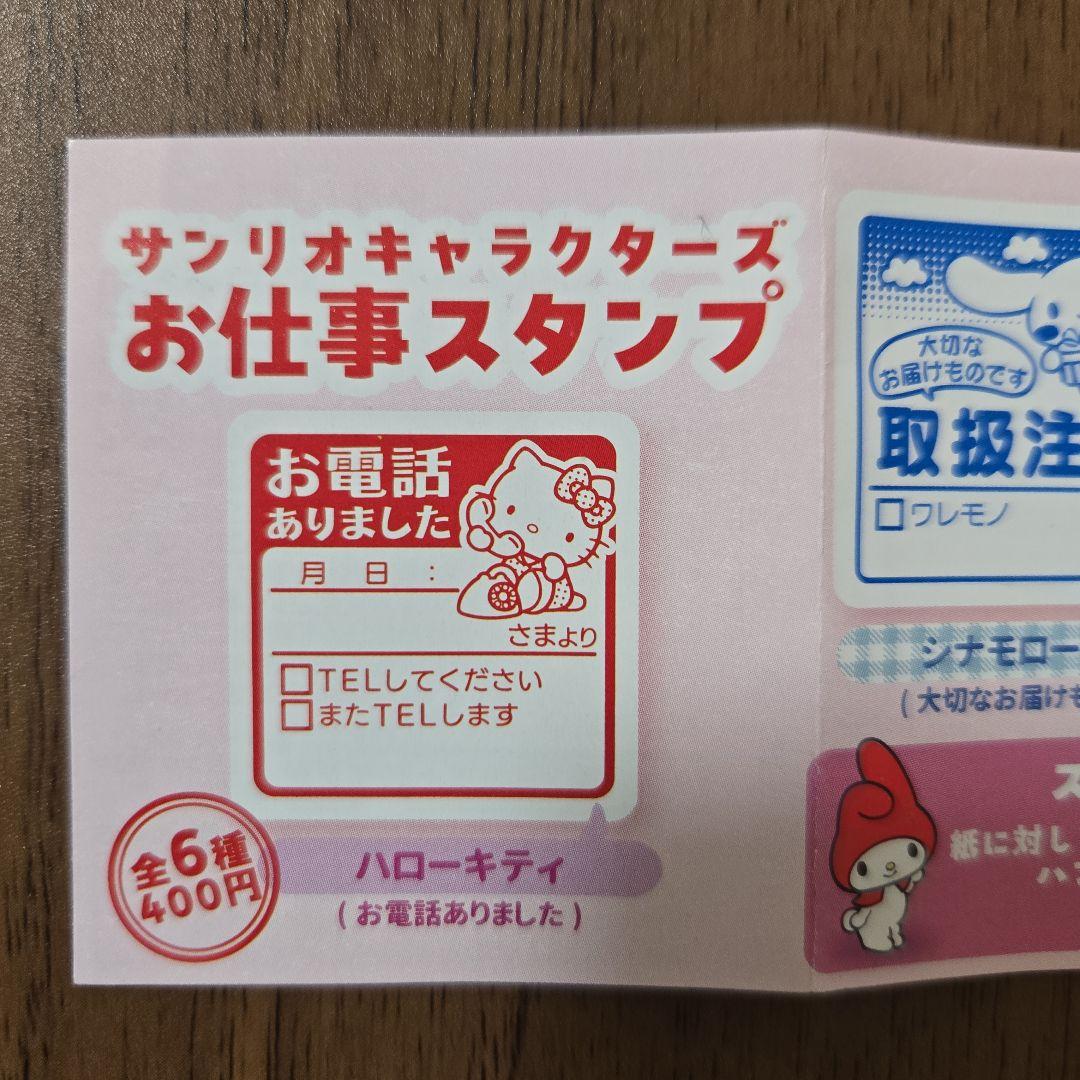 サンリオキャラクターズ
お仕事スタンプ
お電話
ありました
月 日 :
さまより
□TELしてください
□またTELします
全6種
400円
ハローキティ
(お電話ありました)
大切な
お届けものです
取扱注
□ワレモノ
シナモロー
(大切なお届け
紙に対し